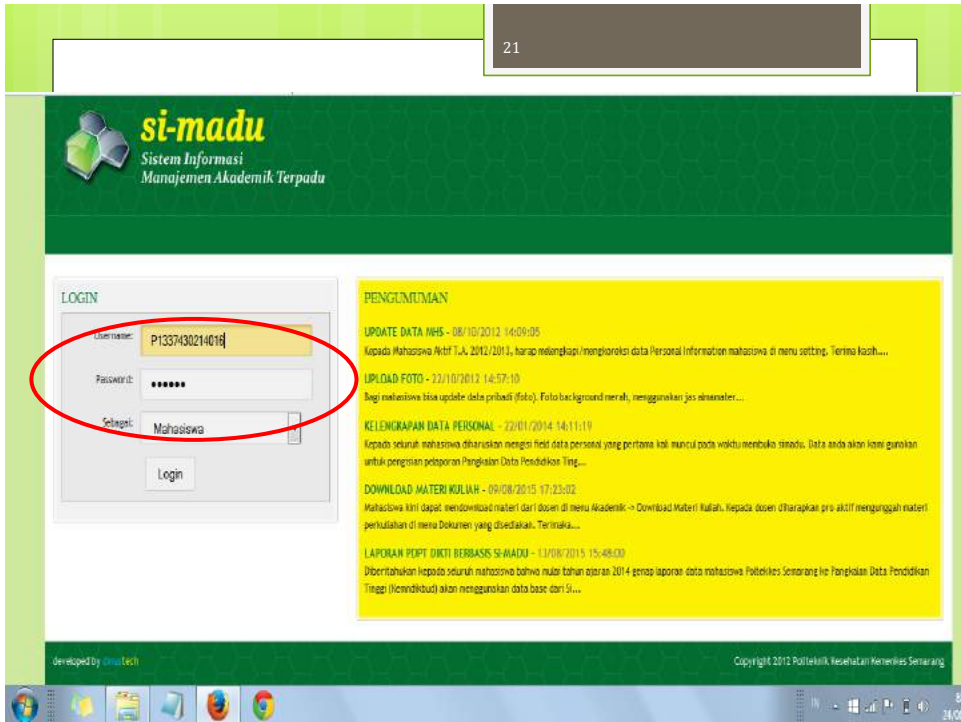 21
si-madu
Sistem Informasi
Manajemen Akademik Terpadu
LOGIN
Username: P1337430214016
Password: ••••••
Sebagai: Mahasiswa
Login
PENGUMUMAN
UPDATE DATA MHS - 08/10/2012 14:09:05
Kepada Mahasiswa Aktif T.A. 2012/2013, harap melengkapi/mengkoreksi data Personal Information mahasiswa di menu setting. Terima kasih.....
UPLOAD FOTO - 22/10/2012 14:57:10
Bagi mahasiswa bisa update data pribadi (foto). Foto background merah, menggunakan jas almamater...
KELENGKAPAN DATA PERSONAL - 22/01/2014 14:11:19
Kepada seluruh mahasiswa diharuskan mengisi field data personal yang pertama kali muncul pada waktu membuka simadu. Data anda akan kami gunakan
untuk pengisian pelaporan Pangkalan Data Pendidikan Ting...
DOWNLOAD MATERI KULIAH - 09/08/2015 17:23:02
Mahasiswa kini dapat mendownload materi dari dosen di menu Akademik -> Download Materi Kuliah. Kepada dosen diharapkan pro aktif mengunggah materi
perkuliahan di menu Dokumen yang disediakan. Terimaka....
LAPORAN PDPT DIKTI BERBASIS SI-MADU - 13/08/2015 15:48:00
Diberitahukan kepada seluruh mahasiswa bahwa mulai tahun ajaran 2014 genap laporan data mahasiswa Poltekkes Semarang ke Pangkalan Data Pendidikan
Tinggi (Kemndikbud) akan menggunakan data base dari Si...
developed by tech
Copyright 2012 Politeknik Kesehatan Kemenkes Semarang
IN